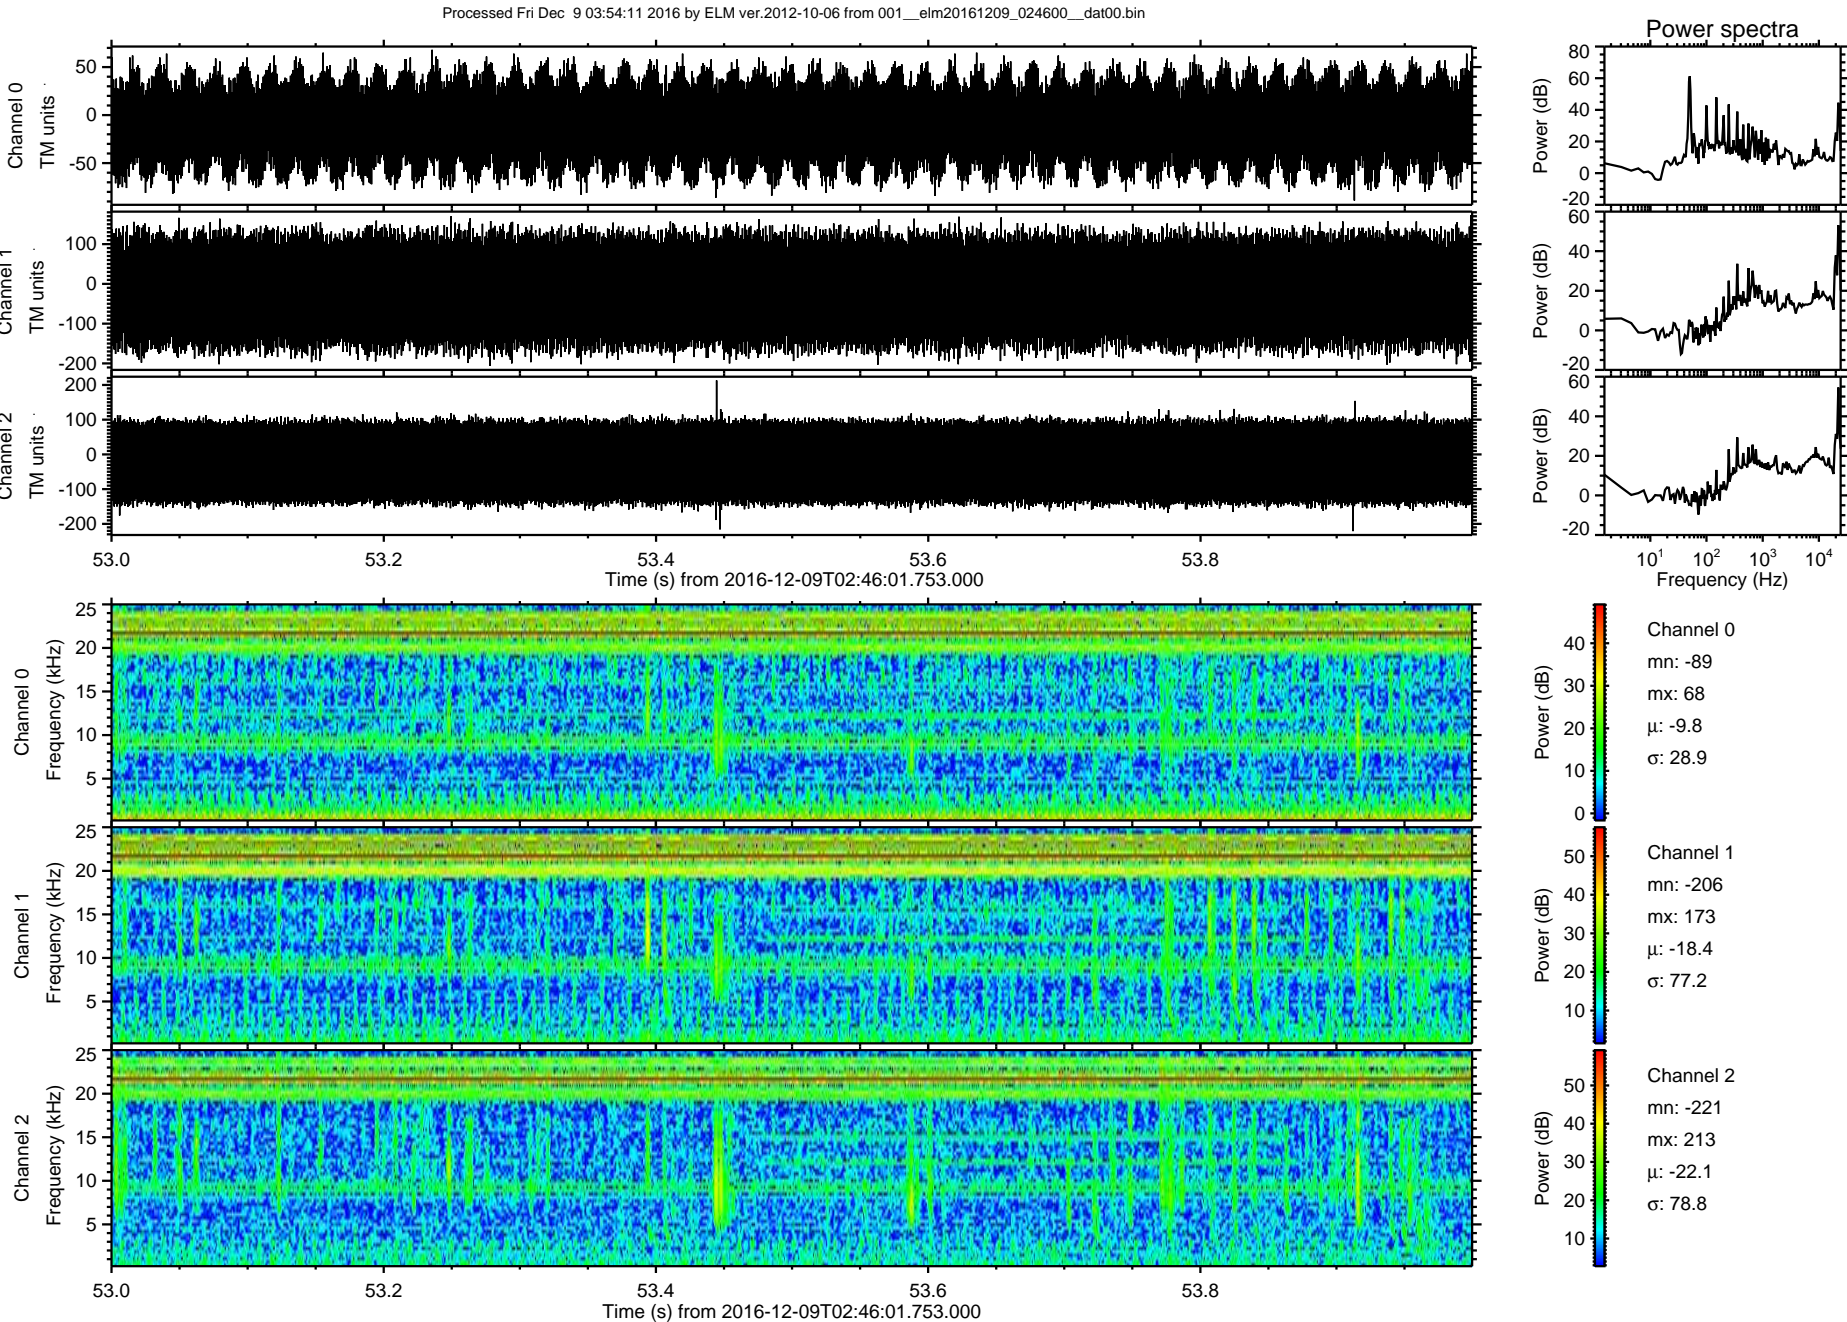 Processed Fri Dec  9 03:54:11 2016 by ELM ver.2012-10-06 from 001__elm20161209_024600__dat00.bin
Power spectra
Channel 0
TM units
50
0
-50
Power (dB)
80
60
40
20
0
-20
Channel 1
TM units
100
0
-100
-200
Power (dB)
60
40
20
0
-20
Channel 2
TM units
200
100
0
-100
-200
Power (dB)
60
40
20
0
-20
53.0 53.2 53.4 53.6 53.8
Time (s) from 2016-12-09T02:46:01.753.000
10^1 10^2 10^3 10^4
Frequency (Hz)
Channel 0
Frequency (kHz)
25
20
15
10
5
Power (dB)
40
30
20
10
0
Channel 0
mn: -89
mx: 68
μ: -9.8
σ: 28.9
Channel 1
Frequency (kHz)
25
20
15
10
5
Power (dB)
50
40
30
20
10
Channel 1
mn: -206
mx: 173
μ: -18.4
σ: 77.2
Channel 2
Frequency (kHz)
25
20
15
10
5
Power (dB)
50
40
30
20
10
Channel 2
mn: -221
mx: 213
μ: -22.1
σ: 78.8
53.0 53.2 53.4 53.6 53.8
Time (s) from 2016-12-09T02:46:01.753.000